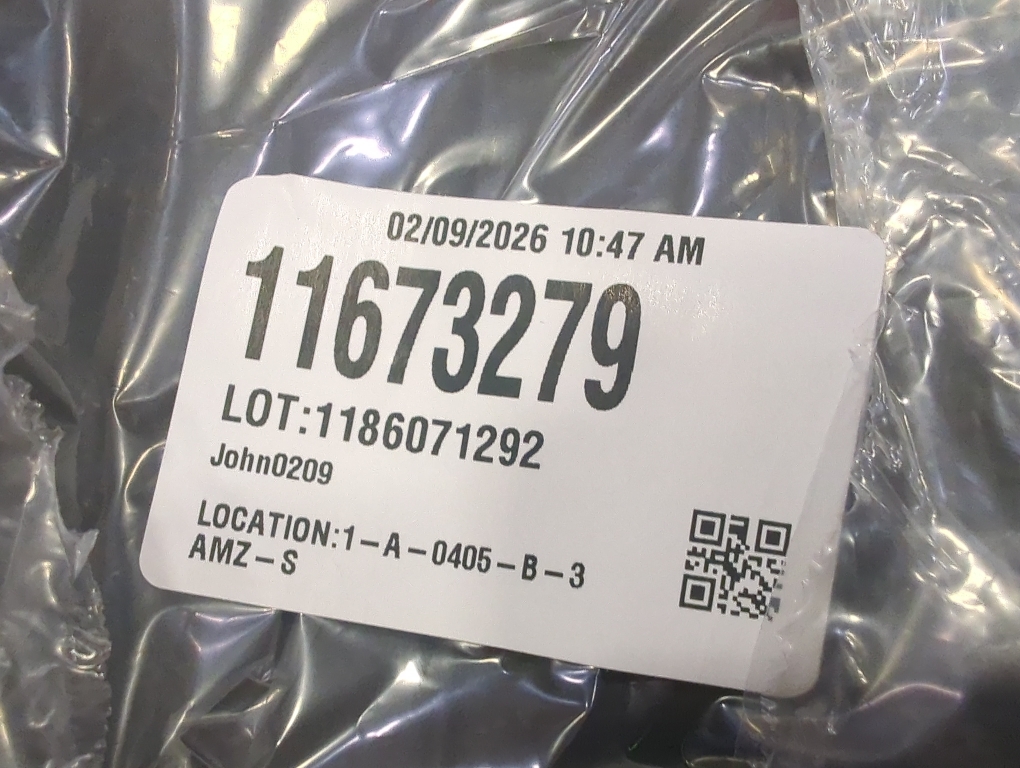 02/09/2026 10:47 AM
11673279
LOT:1186071292
John0209
LOCATION:1-A-0405-B-3
AMZ-S